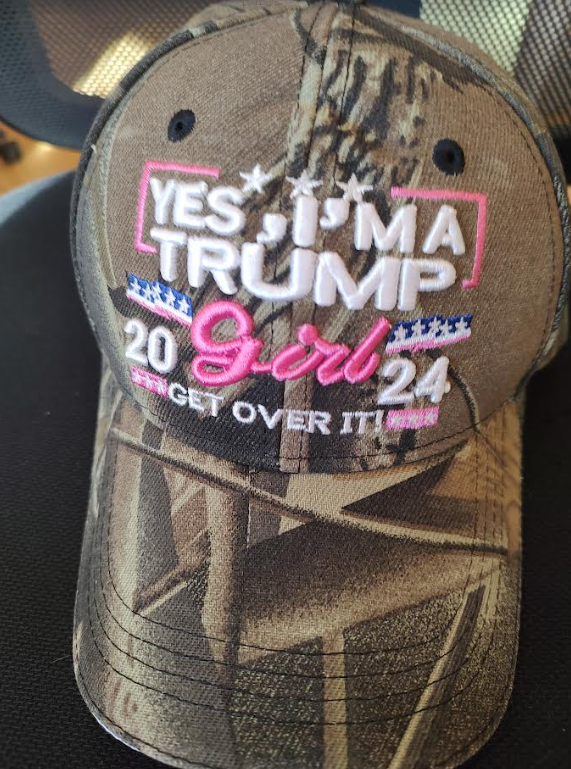 YES, I'M A
TRUMP
Girl
20 24
GET OVER IT!